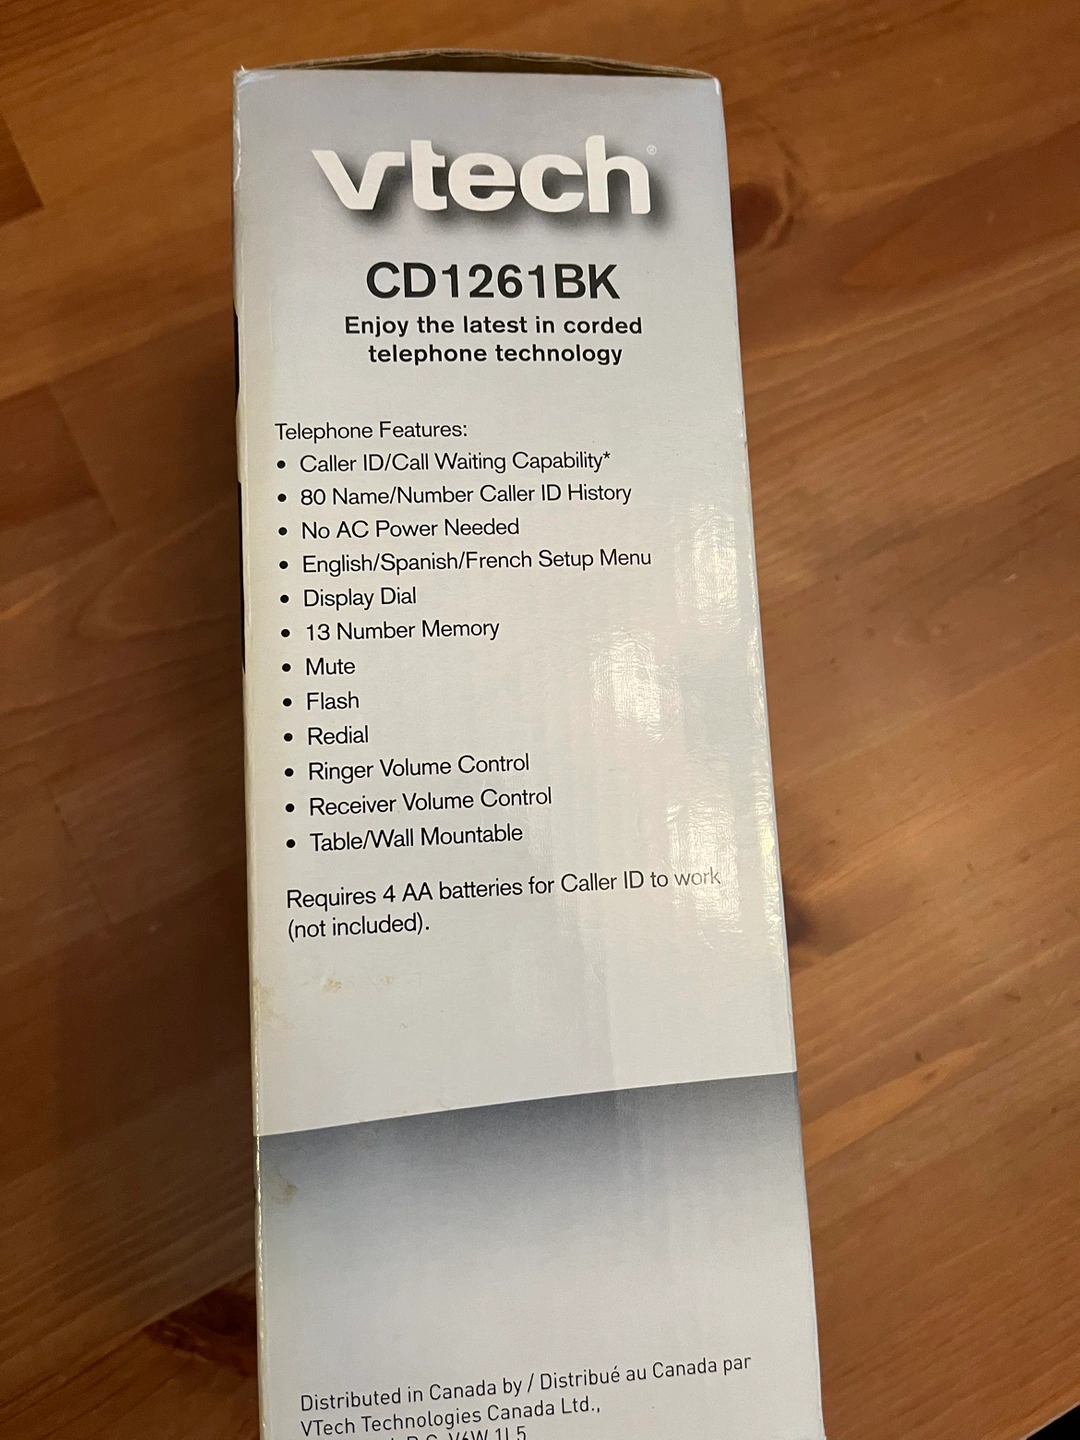 vtech®
CD1261BK
Enjoy the latest in corded
telephone technology
Telephone Features:
• Caller ID/Call Waiting Capability*
• 80 Name/Number Caller ID History
• No AC Power Needed
• English/Spanish/French Setup Menu
• Display Dial
• 13 Number Memory
• Mute
• Flash
• Redial
• Ringer Volume Control
• Receiver Volume Control
• Table/Wall Mountable
Requires 4 AA batteries for Caller ID to work
(not included).
Distributed in Canada by / Distribué au Canada par
VTech Technologies Canada Ltd.,
B.C. V6W 1L5